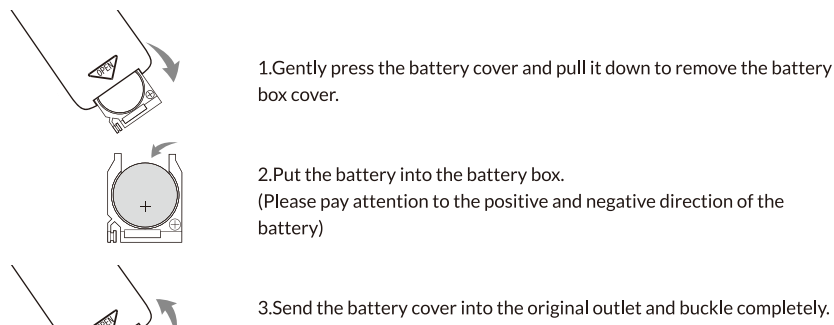 OPEN
1.Gently press the battery cover and pull it down to remove the battery
box cover.
+
+
2.Put the battery into the battery box.
(Please pay attention to the positive and negative direction of the
battery)
OPEN
3.Send the battery cover into the original outlet and buckle completely.